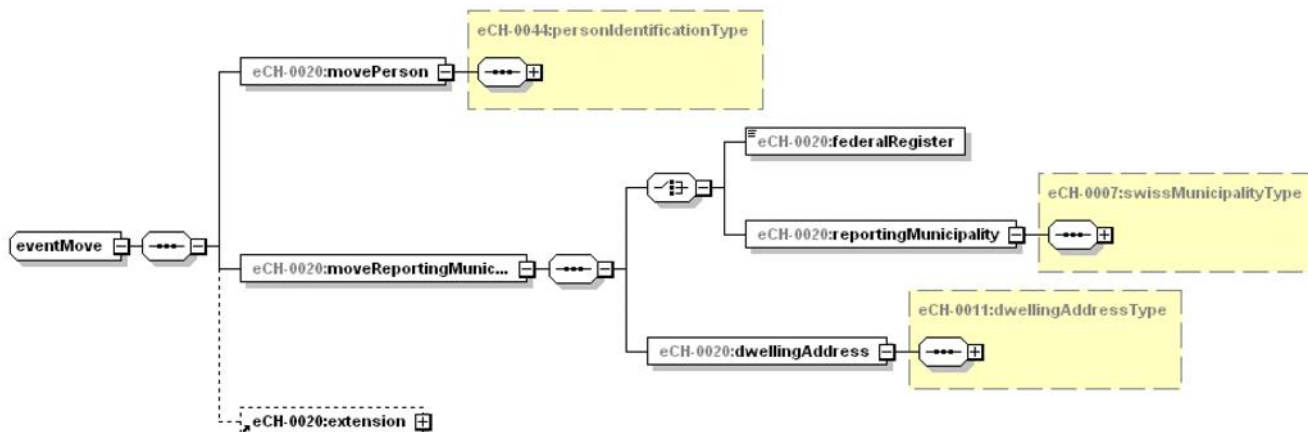 eCH-0044:personIdentificationType
eCH-0020:movePerson
eCH-0020:federalRegister
eCH-0007:swissMunicipalityType
eCH-0020:reportingMunicipality
eventMove
eCH-0020:moveReportingMunic...
eCH-0011:dwellingAddressType
eCH-0020:dwellingAddress
eCH-0020:extension